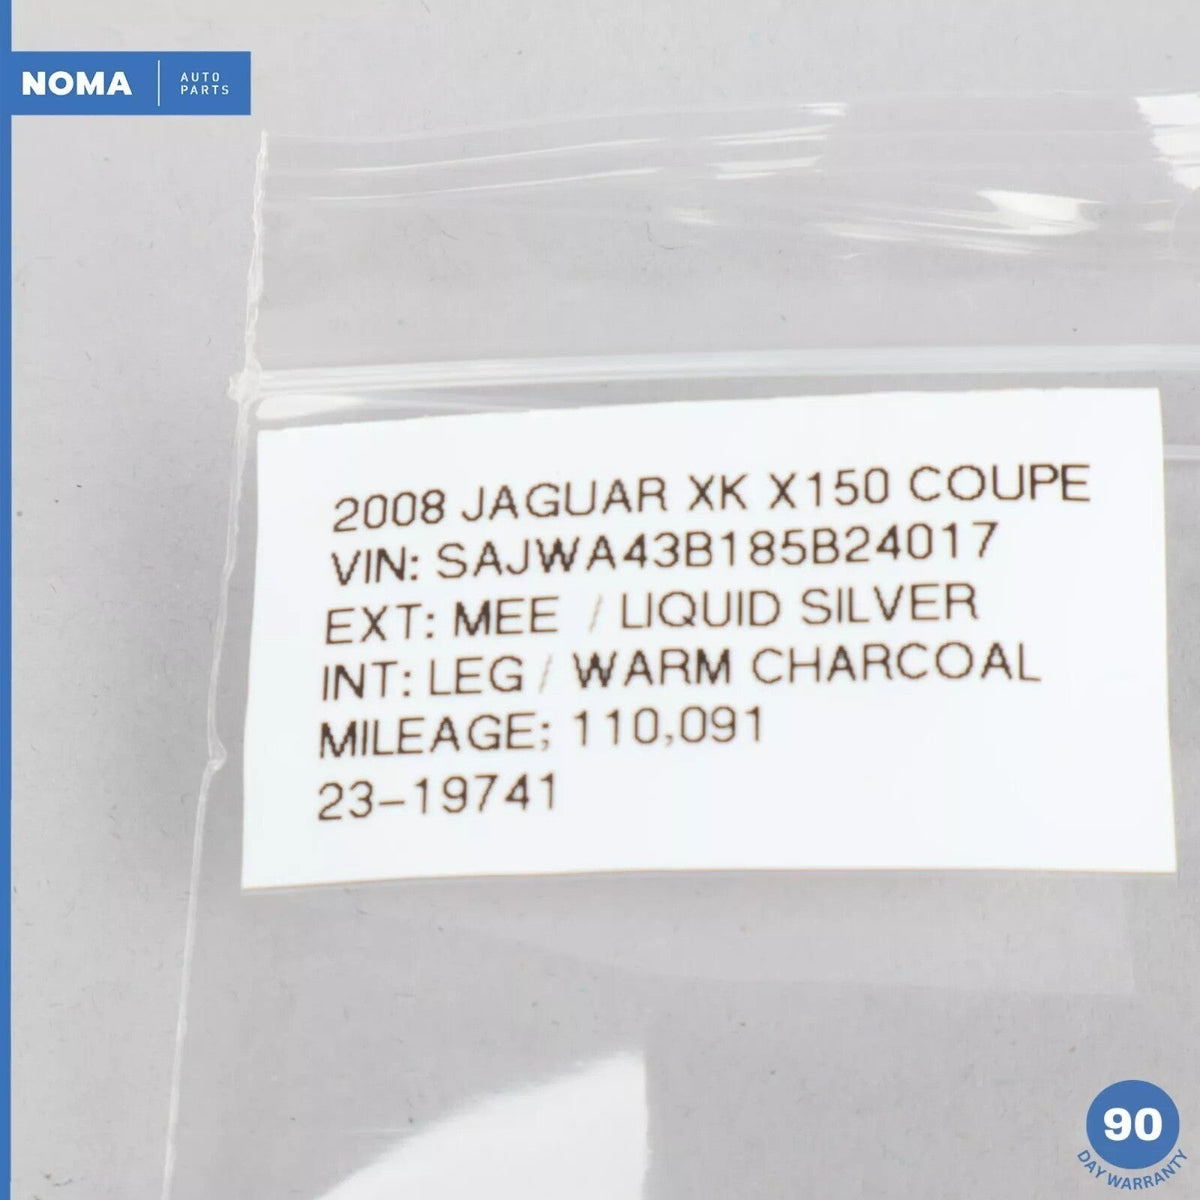 NOMA
AUTO
PARTS
2008 JAGUAR XK X150 COUPE
VIN: SAJWA43B185B24017
EXT: MEE / LIQUID SILVER
INT: LEG / WARM CHARCOAL
MILEAGE; 110,091
23-19741
90
DAY WARRANTY